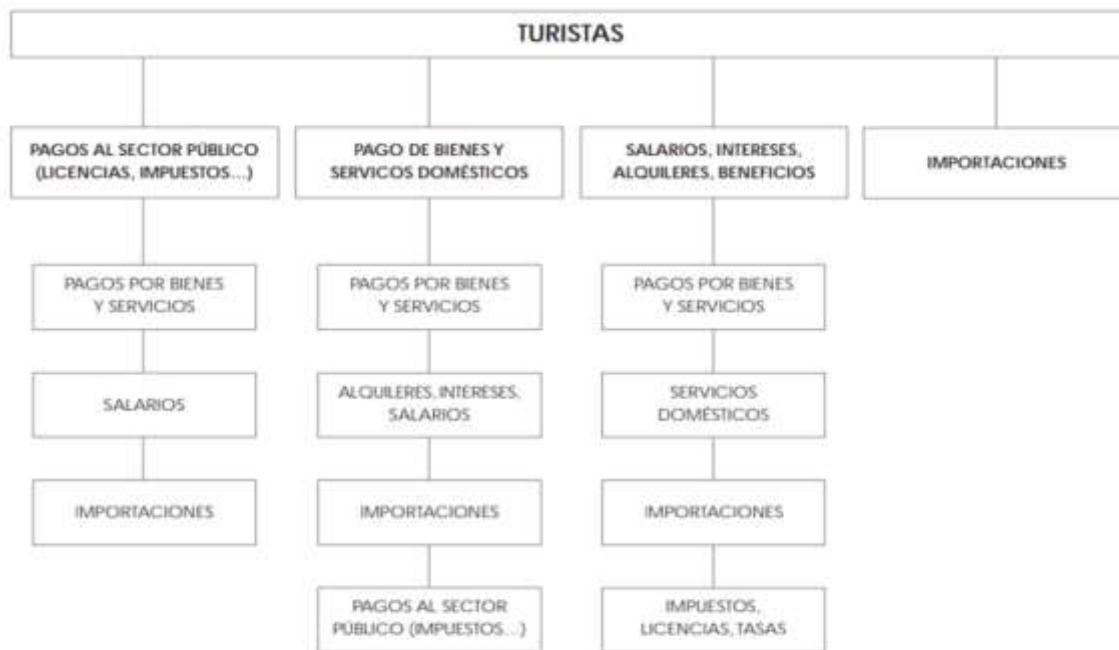 TURISTAS
PAGOS AL SECTOR PÚBLICO
(LICENCIAS, IMPUESTOS...)
PAGO DE BIENES Y
SERVICOS DOMÉSTICOS
SALARIOS, INTERESES,
ALQUILERES, BENEFICIOS
IMPORTACIONES
PAGOS POR BIENES
Y SERVICIOS
PAGOS POR BIENES
Y SERVICIOS
PAGOS POR BIENES
Y SERVICIOS
SALARIOS
ALQUILERES, INTERESES,
SALARIOS
SERVICIOS
DOMÉSTICOS
IMPORTACIONES
IMPORTACIONES
IMPORTACIONES
PAGOS AL SECTOR
PÚBLICO (IMPUESTOS...)
IMPUESTOS,
LICENCIAS, TASAS